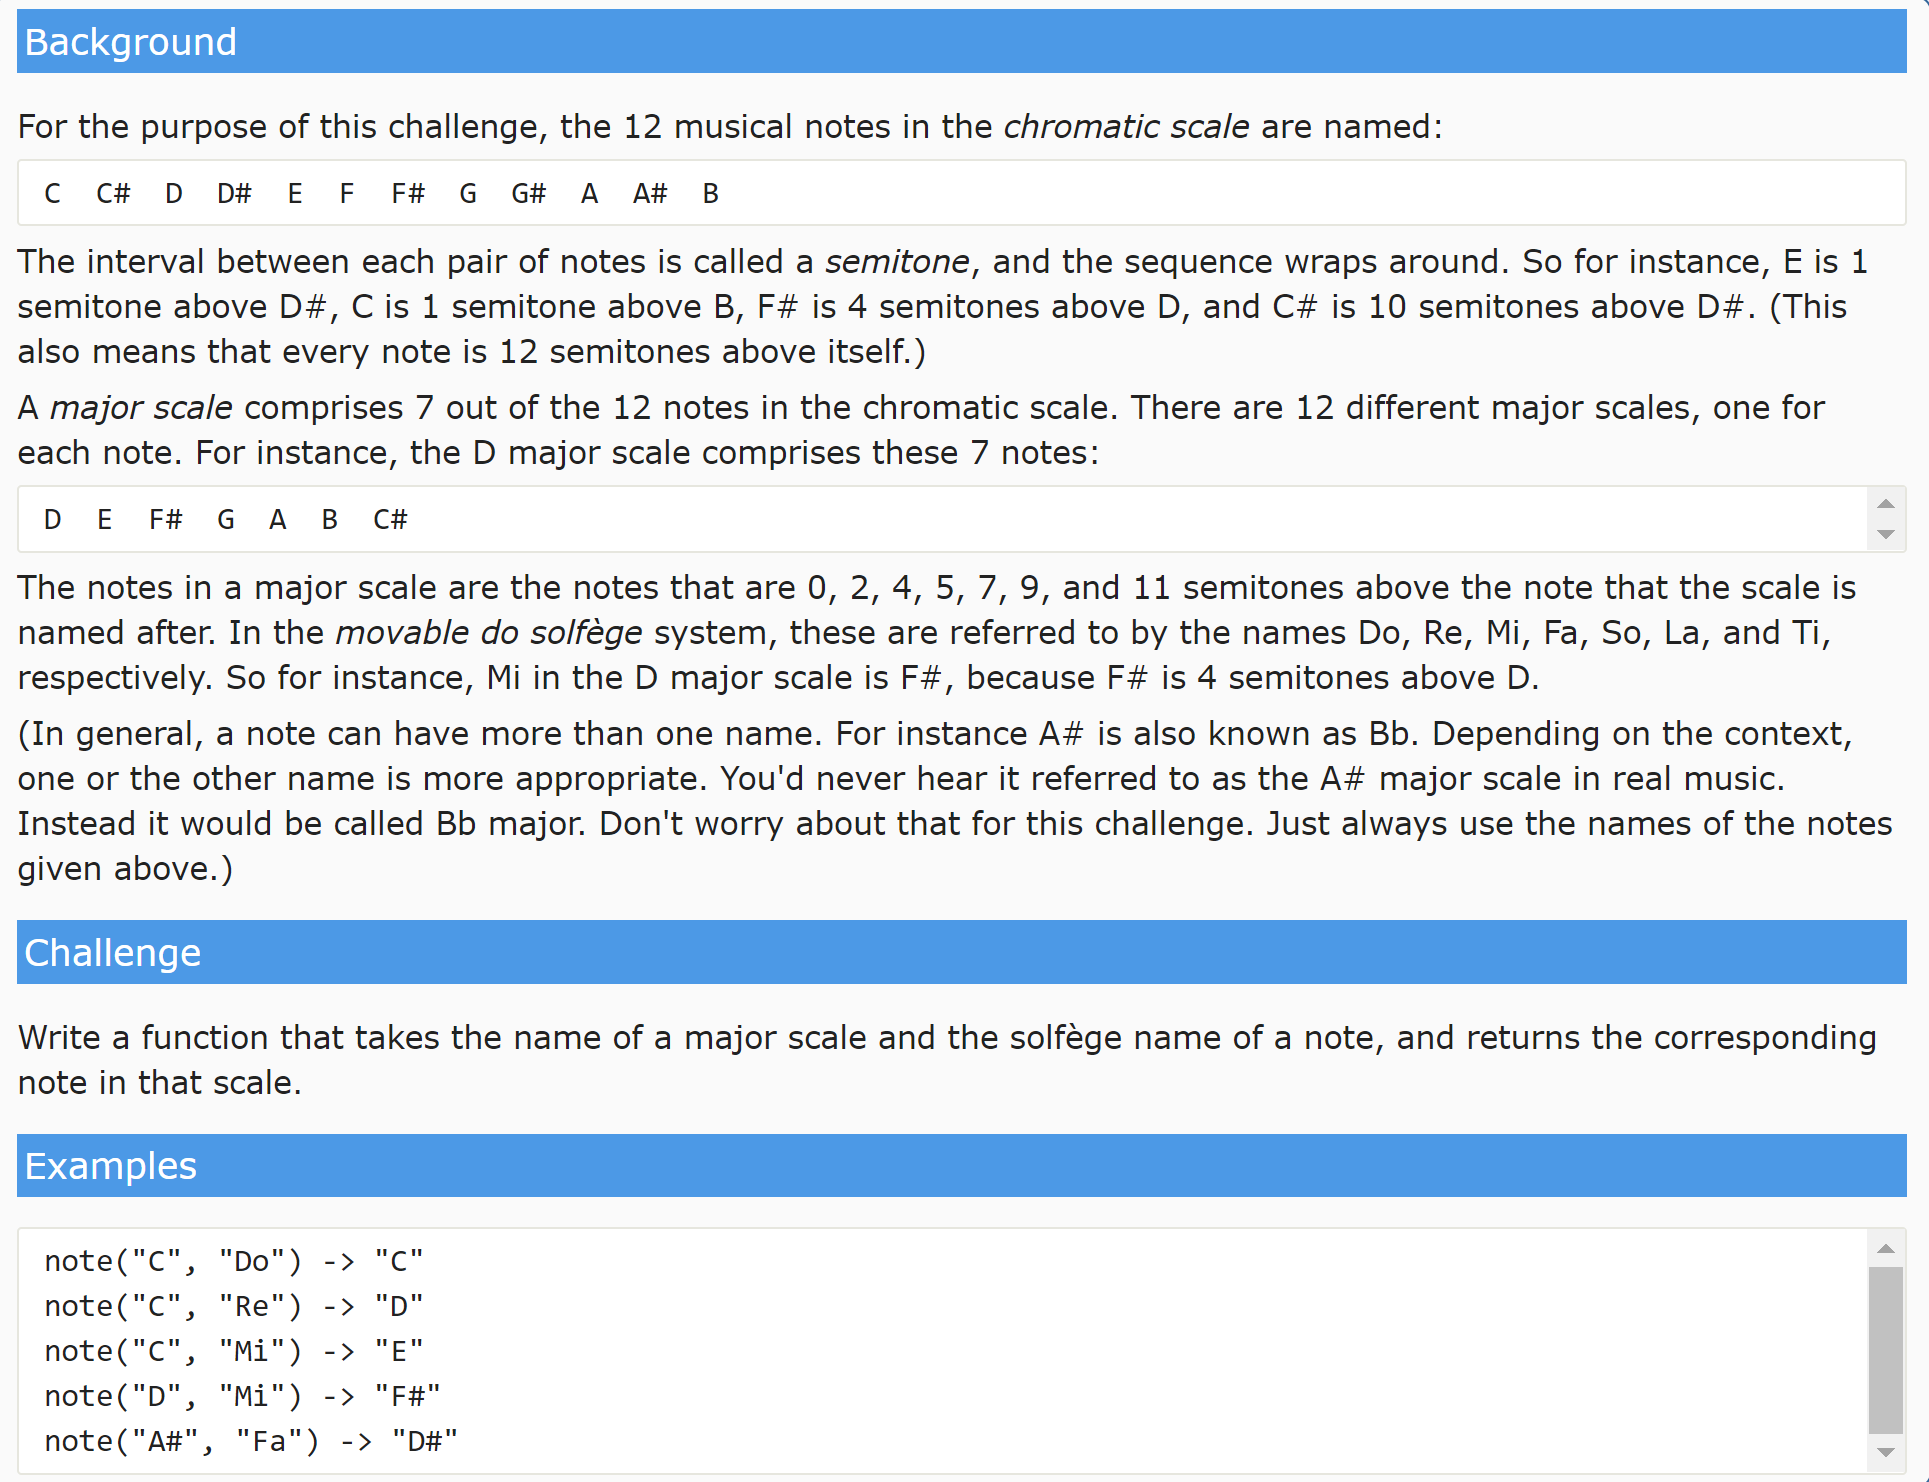 Background
For the purpose of this challenge, the 12 musical notes in the chromatic scale are named:
C  C#  D  D#  E  F  F#  G  G#  A  A#  B
The interval between each pair of notes is called a semitone, and the sequence wraps around. So for instance, E is 1
semitone above D#, C is 1 semitone above B, F# is 4 semitones above D, and C# is 10 semitones above D#. (This
also means that every note is 12 semitones above itself.)
A major scale comprises 7 out of the 12 notes in the chromatic scale. There are 12 different major scales, one for
each note. For instance, the D major scale comprises these 7 notes:
D  E  F#  G  A  B  C#
The notes in a major scale are the notes that are 0, 2, 4, 5, 7, 9, and 11 semitones above the note that the scale is
named after. In the movable do solfège system, these are referred to by the names Do, Re, Mi, Fa, So, La, and Ti,
respectively. So for instance, Mi in the D major scale is F#, because F# is 4 semitones above D.
(In general, a note can have more than one name. For instance A# is also known as Bb. Depending on the context,
one or the other name is more appropriate. You'd never hear it referred to as the A# major scale in real music.
Instead it would be called Bb major. Don't worry about that for this challenge. Just always use the names of the notes
given above.)
Challenge
Write a function that takes the name of a major scale and the solfège name of a note, and returns the corresponding
note in that scale.
Examples
note("C", "Do") -> "C"
note("C", "Re") -> "D"
note("C", "Mi") -> "E"
note("D", "Mi") -> "F#"
note("A#", "Fa") -> "D#"